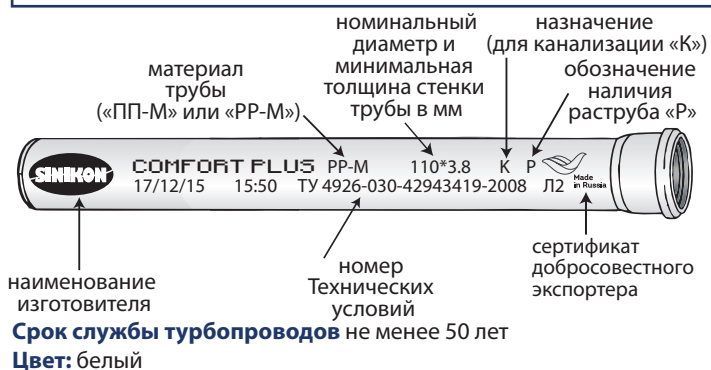 номинальный
диаметр и
минимальная
толщина стенки
трубы в мм
назначение
(для канализации «К»)
материал
трубы
(«ПП-М» или «PP-M»)
обозначение
наличия
раструба «Р»
SINIKON
COMFORT PLUS PP-M 110*3.8 К Р
17/12/15 15:50 ТУ 4926-030-42943419-2008 Л2
Made
in Russia
наименование
изготовителя
номер
Технических
условий
сертификат
добросовестного
экспортера
Срок службы турбопроводов не менее 50 лет
Цвет: белый